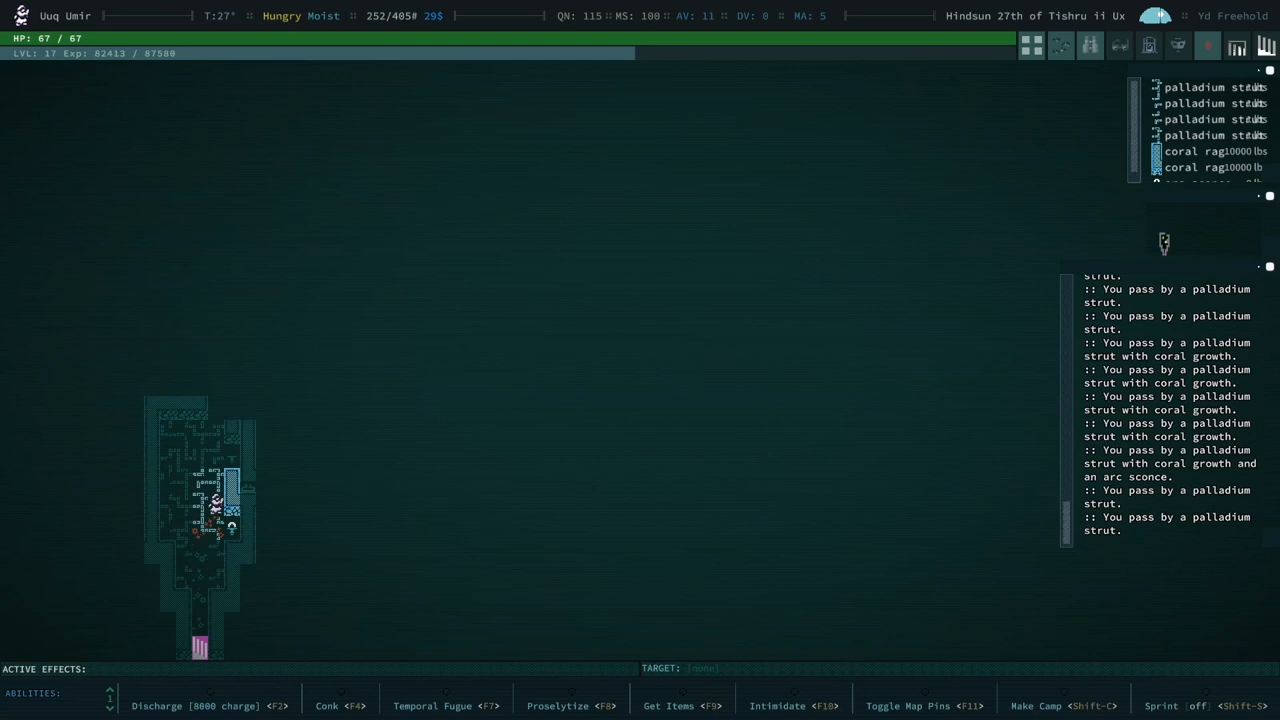 Uuq Umir T:27° :: Hungry Moist :: 252/405# 29$ QN: 115 :: MS: 100 :: AV: 11 :: DV: 0 :: MA: 5 Hindsun 27th of Tishru ii Ux :: Yd Freehold
HP: 67 / 67
LVL: 17 Exp: 82413 / 87580
palladium strut
palladium strut
palladium strut
palladium strut
coral rag 10000 lbs
coral rag 10000 lb
strut.
:: You pass by a palladium
strut.
:: You pass by a palladium
strut.
:: You pass by a palladium
strut with coral growth.
:: You pass by a palladium
strut with coral growth.
:: You pass by a palladium
strut with coral growth.
:: You pass by a palladium
strut with coral growth.
:: You pass by a palladium
strut with coral growth and
an arc sconce.
:: You pass by a palladium
strut.
:: You pass by a palladium
strut.
ACTIVE EFFECTS: TARGET: [none]
ABILITIES: 1 Discharge [8000 charge] <F2> Conk <F4> Temporal Fugue <F7> Proselytize <F8> Get Items <F9> Intimidate <F10> Toggle Map Pins <F11> Make Camp <Shift-C> Sprint [off] <Shift-S>